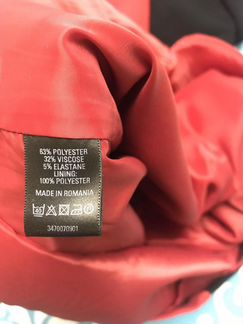 63% POLYESTER
32% VISCOSE
5% ELASTANE
LINING:
100% POLYESTER
MADE IN ROMANIA
3470070901